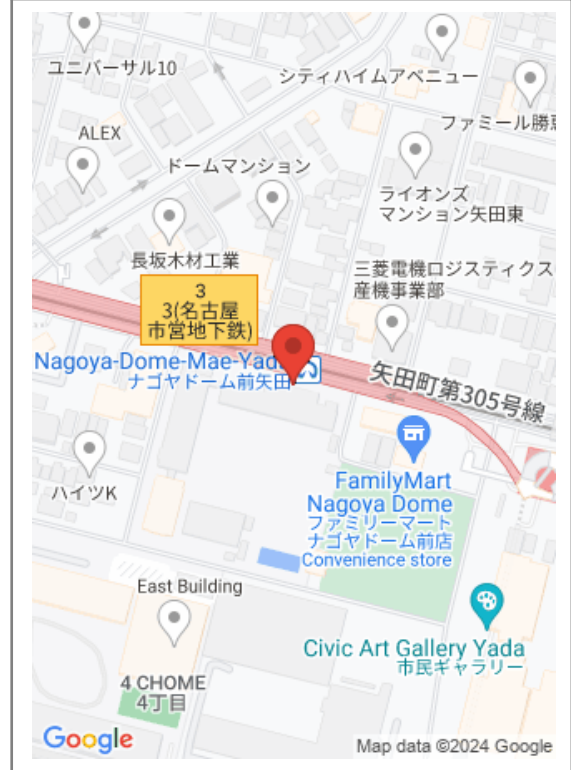 ユニバーサル10
シティハイムアベニュー
ファミール勝
ALEX
ドームマンション
ライオンズ
マンション矢田東
長坂木材工業
三菱電機ロジスティクス
産機事業部
3
3(名古屋
市営地下鉄)
Nagoya-Dome-Mae-Yada
ナゴヤドーム前矢田
矢田町第305号線
FamilyMart
Nagoya Dome
ファミリーマート
ナゴヤドーム前店
Convenience store
ハイツK
East Building
Civic Art Gallery Yada
市民ギャラリー
4 CHOME
4丁目
Google
Map data ©2024 Google